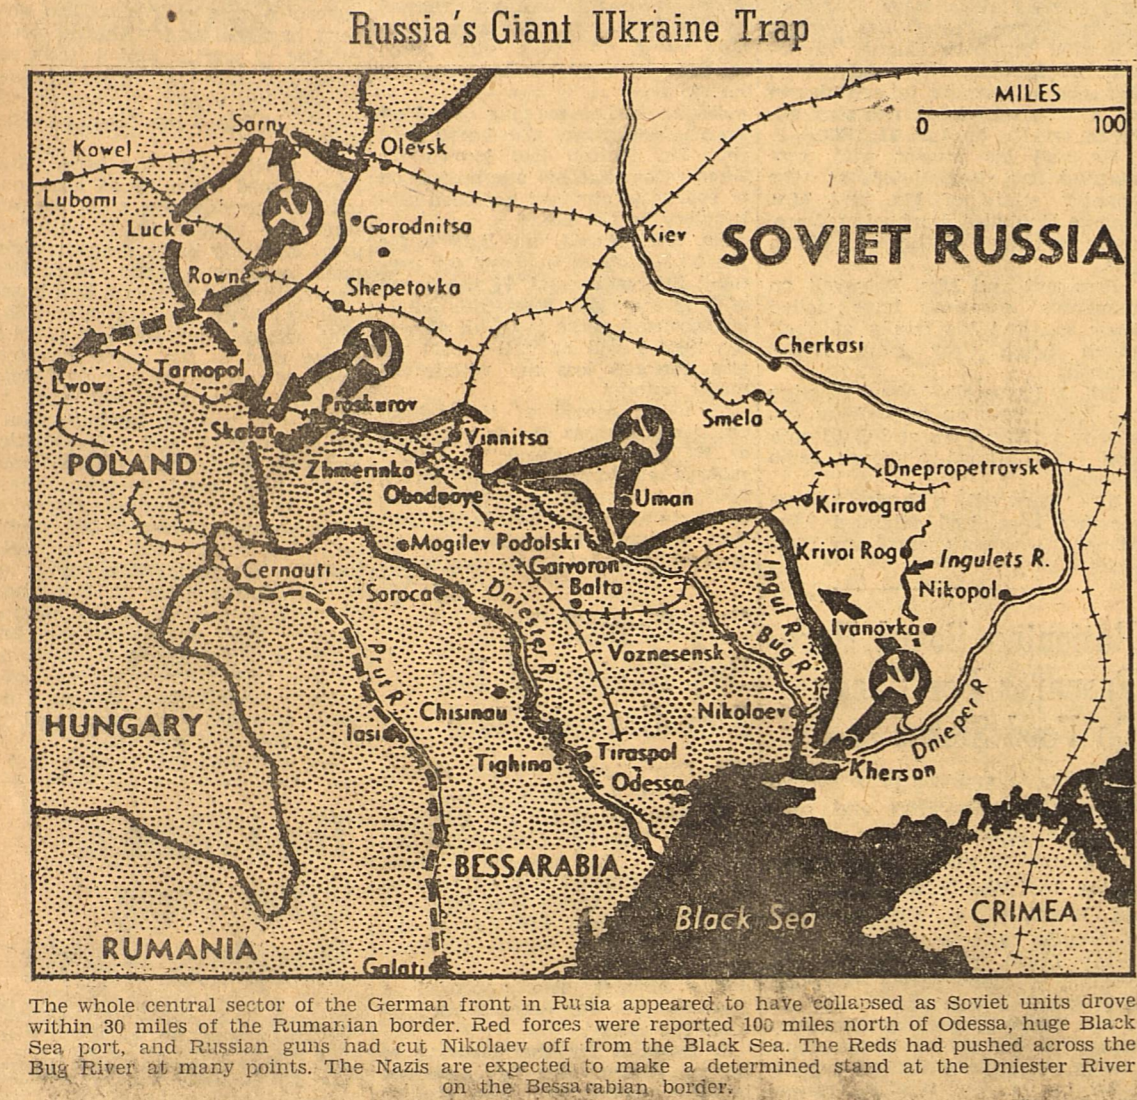 Russia's Giant Ukraine Trap
MILES
0 100
Sarny
Olevsk
Kowel
Lubomi
Luck
Gorodnitsa
Kiev
SOVIET RUSSIA
Rowne
Shepetovka
Cherkasi
Lwow
Tarnopol
Proskurov
Smela
Skalat
Vinnitsa
POLAND
Zhmerinka
Dnepropetrovsk
Obodovoye
Uman
Kirovograd
Mogilev Podolski
Krivoi Rog
Ingulets R.
Gaivoron
Cernauti
Soroca
Balta
Nikopol
Dniester R.
Ingul R.
Ivanovka
Bug R.
Voznesensk
Prut R.
Chisinau
Nikolaev
HUNGARY
Iasi
Dnieper R
Tighina
Tiraspol
Kherson
Odessa
BESSARABIA
Black Sea
CRIMEA
RUMANIA
Galati
The whole central sector of the German front in Rusia appeared to have collapsed as Soviet units drove
within 30 miles of the Rumanian border. Red forces were reported 100 miles north of Odessa, huge Black
Sea port, and Russian guns had cut Nikolaev off from the Black Sea. The Reds had pushed across the
Bug River at many points. The Nazis are expected to make a determined stand at the Dniester River
on the Bessarabian border.